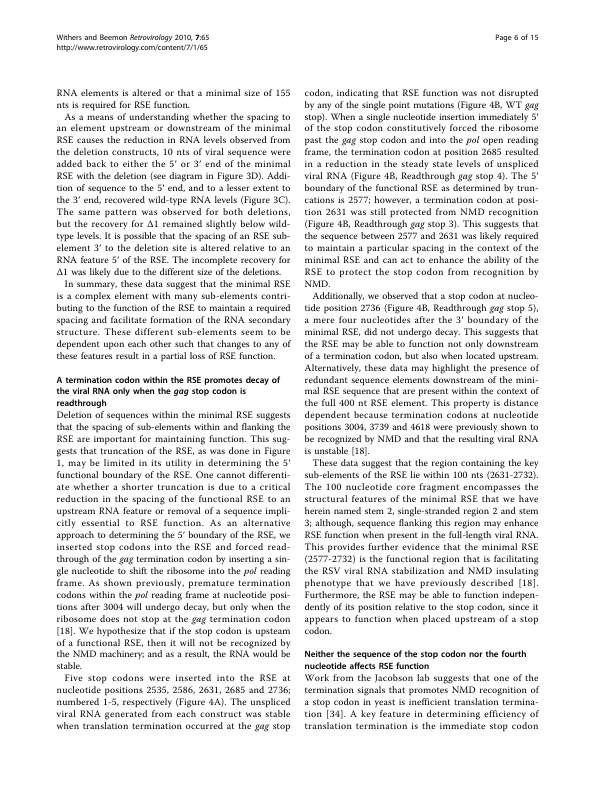 Withers and Beemon Retrovirology 2010, 7:65
http://www.retrovirology.com/content/7/1/65
Page 6 of 15
RNA elements is altered or that a minimal size of 155
nts is required for RSE function.
As a means of understanding whether the spacing to
an element upstream or downstream of the minimal
RSE causes the reduction in RNA levels observed from
the deletion constructs, 10 nts of viral sequence were
added back to either the 5’ or 3’ end of the minimal
RSE with the deletion (see diagram in Figure 3D). Addi-
tion of sequence to the 5’ end, and to a lesser extent to
the 3’ end, recovered wild-type RNA levels (Figure 3C).
The same pattern was observed for both deletions,
but the recovery for Δ1 remained slightly below wild-
type levels. It is possible that the spacing of an RSE sub-
element 3’ to the deletion site is altered relative to an
RNA feature 5’ of the RSE. The incomplete recovery for
Δ1 was likely due to the different size of the deletions.
In summary, these data suggest that the minimal RSE
is a complex element with many sub-elements contri-
buting to the function of the RSE to maintain a required
spacing and facilitate formation of the RNA secondary
structure. These different sub-elements seem to be
dependent upon each other such that changes to any of
these features result in a partial loss of RSE function.
A termination codon within the RSE promotes decay of
the viral RNA only when the gag stop codon is
readthrough
Deletion of sequences within the minimal RSE suggests
that the spacing of sub-elements within and flanking the
RSE are important for maintaining function. This sug-
gests that truncation of the RSE, as was done in Figure
1, may be limited in its utility in determining the 5’
functional boundary of the RSE. One cannot differenti-
ate whether a shorter truncation is due to a critical
reduction in the spacing of the functional RSE to an
upstream RNA feature or removal of a sequence impli-
citly essential to RSE function. As an alternative
approach to determining the 5’ boundary of the RSE, we
inserted stop codons into the RSE and forced read-
through of the gag termination codon by inserting a sin-
gle nucleotide to shift the ribosome into the pol reading
frame. As shown previously, premature termination
codons within the pol reading frame at nucleotide posi-
tions after 3004 will undergo decay, but only when the
ribosome does not stop at the gag termination codon
[18]. We hypothesize that if the stop codon is upsteam
of a functional RSE, then it will not be recognized by
the NMD machinery; and as a result, the RNA would be
stable.
Five stop codons were inserted into the RSE at
nucleotide positions 2535, 2586, 2631, 2685 and 2736;
numbered 1-5, respectively (Figure 4A). The unspliced
viral RNA generated from each construct was stable
when translation termination occurred at the gag stop
codon, indicating that RSE function was not disrupted
by any of the single point mutations (Figure 4B, WT gag
stop). When a single nucleotide insertion immediately 5’
of the stop codon constitutively forced the ribosome
past the gag stop codon and into the pol open reading
frame, the termination codon at position 2685 resulted
in a reduction in the steady state levels of unspliced
viral RNA (Figure 4B, Readthrough gag stop 4). The 5’
boundary of the functional RSE as determined by trun-
cations is 2577; however, a termination codon at posi-
tion 2631 was still protected from NMD recognition
(Figure 4B, Readthrough gag stop 3). This suggests that
the sequence between 2577 and 2631 was likely required
to maintain a particular spacing in the context of the
minimal RSE and can act to enhance the ability of the
RSE to protect the stop codon from recognition by
NMD.
Additionally, we observed that a stop codon at nucleo-
tide position 2736 (Figure 4B, Readthrough gag stop 5),
a mere four nucleotides after the 3’ boundary of the
minimal RSE, did not undergo decay. This suggests that
the RSE may be able to function not only downstream
of a termination codon, but also when located upstream.
Alternatively, these data may highlight the presence of
redundant sequence elements downstream of the mini-
mal RSE sequence that are present within the context of
the full 400 nt RSE element. This property is distance
dependent because termination codons at nucleotide
positions 3004, 3739 and 4618 were previously shown to
be recognized by NMD and that the resulting viral RNA
is unstable [18].
These data suggest that the region containing the key
sub-elements of the RSE lie within 100 nts (2631-2732).
The 100 nucleotide core fragment encompasses the
structural features of the minimal RSE that we have
herein named stem 2, single-stranded region 2 and stem
3; although, sequence flanking this region may enhance
RSE function when present in the full-length viral RNA.
This provides further evidence that the minimal RSE
(2577-2732) is the functional region that is facilitating
the RSV viral RNA stabilization and NMD insulating
phenotype that we have previously described [18].
Furthermore, the RSE may be able to function indepen-
dently of its position relative to the stop codon, since it
appears to function when placed upstream of a stop
codon.
Neither the sequence of the stop codon nor the fourth
nucleotide affects RSE function
Work from the Jacobson lab suggests that one of the
termination signals that promotes NMD recognition of
a stop codon in yeast is inefficient translation termina-
tion [34]. A key feature in determining efficiency of
translation termination is the immediate stop codon